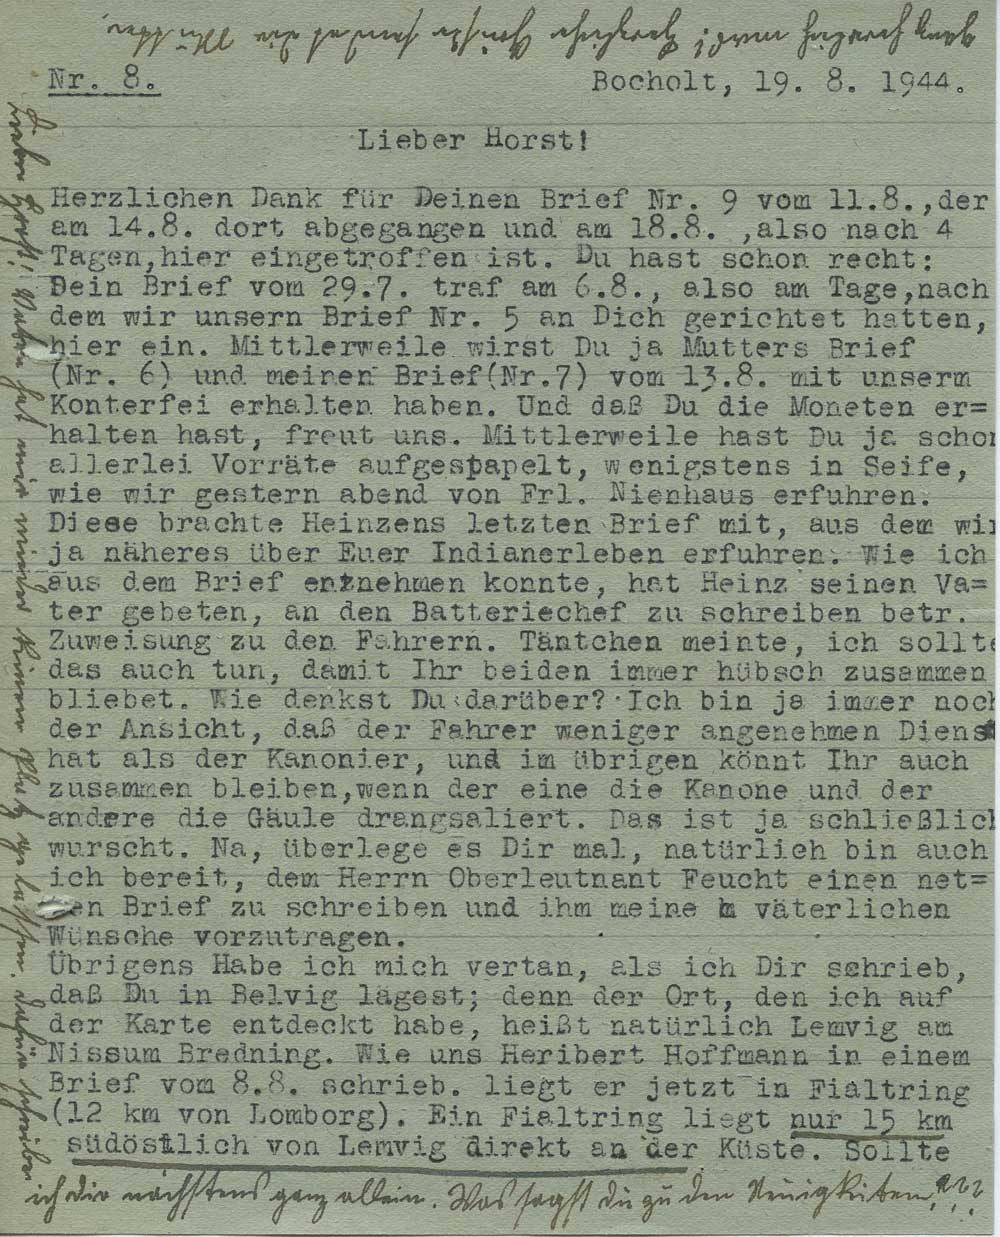 herzliche Grüße sendet dir Mutter.
Nr. 8.
Bocholt, 19. 8. 1944.
Lieber Horst!
Herzlichen Dank für Deinen Brief Nr. 9 vom 11.8.,der
am 14.8. dort abgegangen und am 18.8. ,also nach 4
Tagen,hier eingetroffen ist. Du hast schon recht:
Dein Brief vom 29.7. traf am 6.8., also am Tage,nach
dem wir unsern Brief Nr. 5 an Dich gerichtet hatten,
hier ein. Mittlerweile wirst Du ja Mutters Brief
(Nr. 6) und meinen Brief(Nr.7) vom 13.8. mit unserm
Konterfei erhalten haben. Und daß Du die Moneten er=
halten hast, freut uns. Mittlerweile hast Du ja schon
allerlei Vorräte aufgestapelt, wenigstens in Seife,
wie wir gestern abend von Frl. Nienhaus erfuhren.
Diese brachte Heinzens letzten Brief mit, aus dem wir
ja näheres über Euer Indianerleben erfuhren. Wie ich
aus dem Brief entnehmen konnte, hat Heinz seinen Va=
ter gebeten, an den Batteriechef zu schreiben betr.
Zuweisung zu den Fahrern. Täntchen meinte, ich sollte
das auch tun, damit Ihr beiden immer hübsch zusammen
bliebet. Wie denkst Du darüber? Ich bin ja immer noch
der Ansicht, daß der Fahrer weniger angenehmen Dienst
hat als der Kanonier, und im übrigen könnt Ihr auch
zusammen bleiben,wenn der eine die Kanone und der
andere die Gäule drangsaliert. Das ist ja schließlich
wurscht. Na, überlege es Dir mal, natürlich bin auch
ich bereit, dem Herrn Oberleutnant Feucht einen net=
ten Brief zu schreiben und ihm meine väterlichen
Wünsche vorzutragen.
Übrigens Habe ich mich vertan, als ich Dir schrieb,
daß Du in Belvig lägest; denn der Ort, den ich auf
der Karte entdeckt habe, heißt natürlich Lemvig am
Nissum Bredning. Wie uns Heribert Hoffmann in einem
Brief vom 8.8. schrieb. liegt er jetzt in Fialtring
(12 km von Lomborg). Ein Fialtring liegt nur 15 km
südöstlich von Lemvig direkt an der Küste. Sollte
Lieber Horst! Vater hat mir wieder keinen Platz gelassen. Dafür schreibe
ich dir nächstens ganz allein. Was sagst du zu den Neuigkeiten???